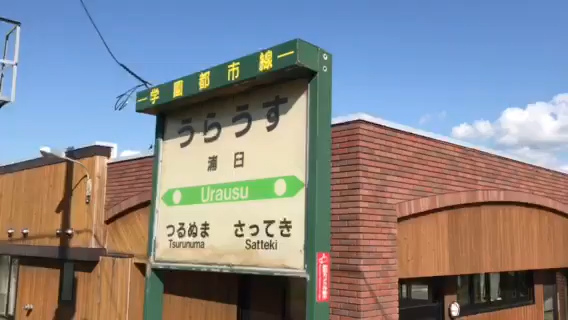 —学園都市線—
うらうす
浦臼
Urausu
つるぬま さってき
Tsurunuma Satteki